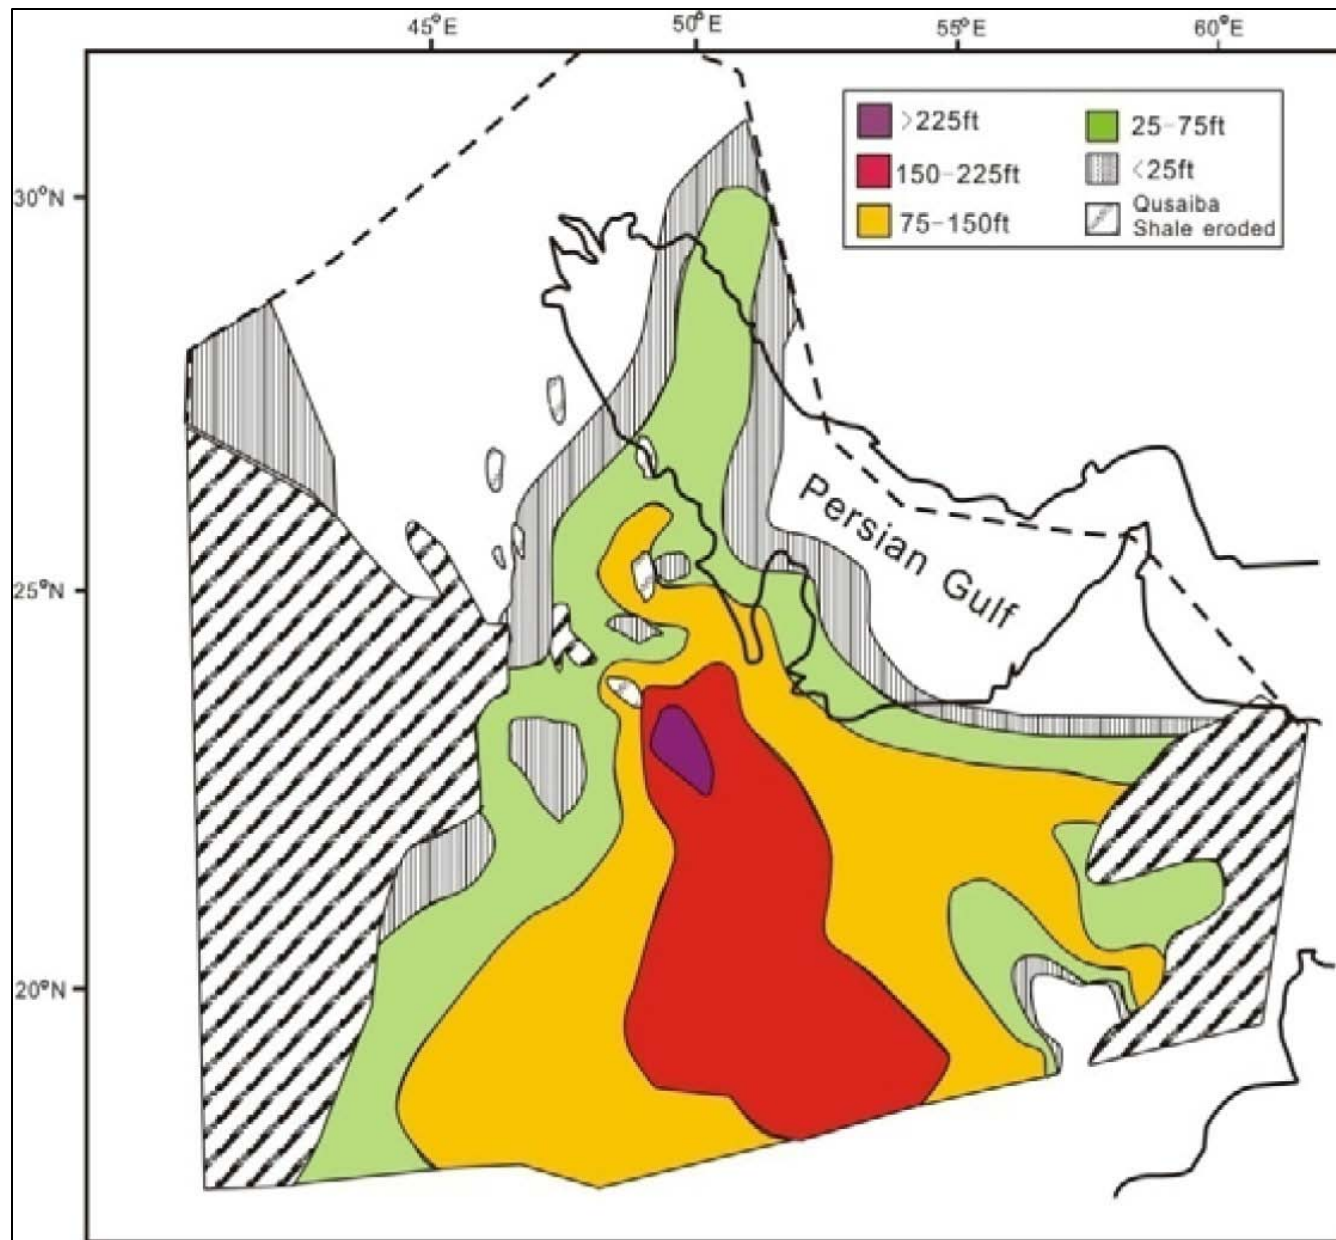 45°E 50°E 55°E 60°E
>225ft 25-75ft
150-225ft <25ft
75-150ft Qusaiba
Shale eroded
30°N
Persian Gulf
25°N
20°N